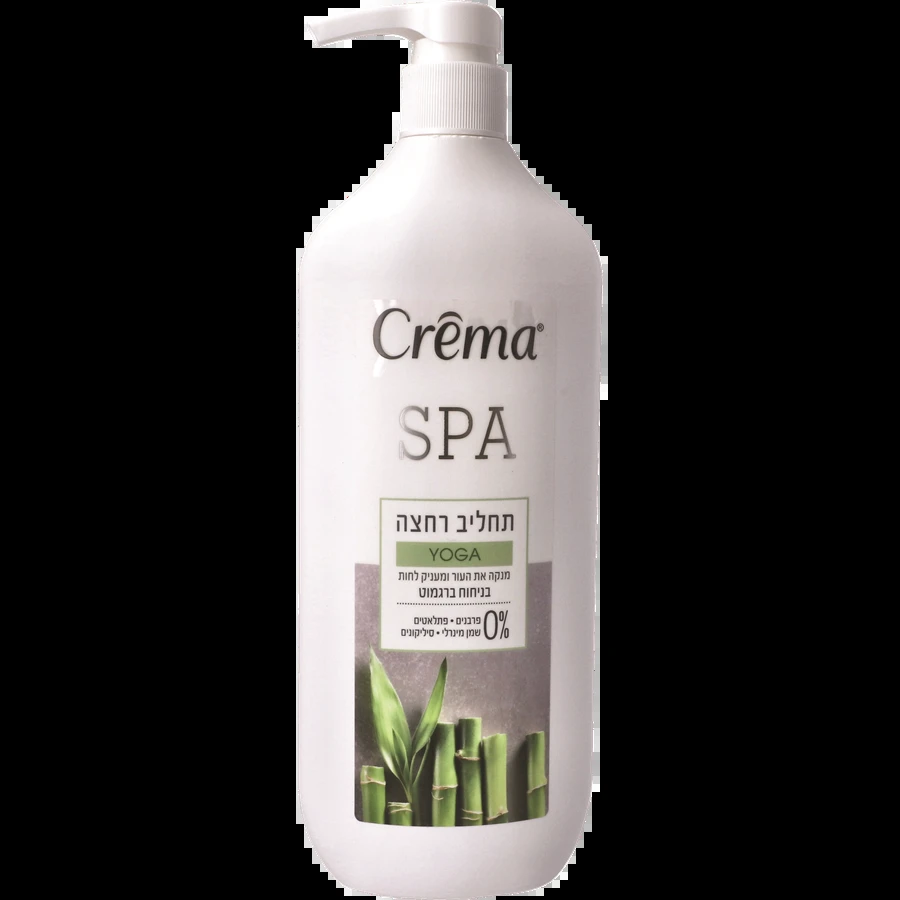 Crēma®
SPA
תחליב רחצה
YOGA
מנקה את העור ומעניק לחות
בניחוח ברגמוט
0% פרבנים • פתלאטים
שמן מינרלי • סיליקונים